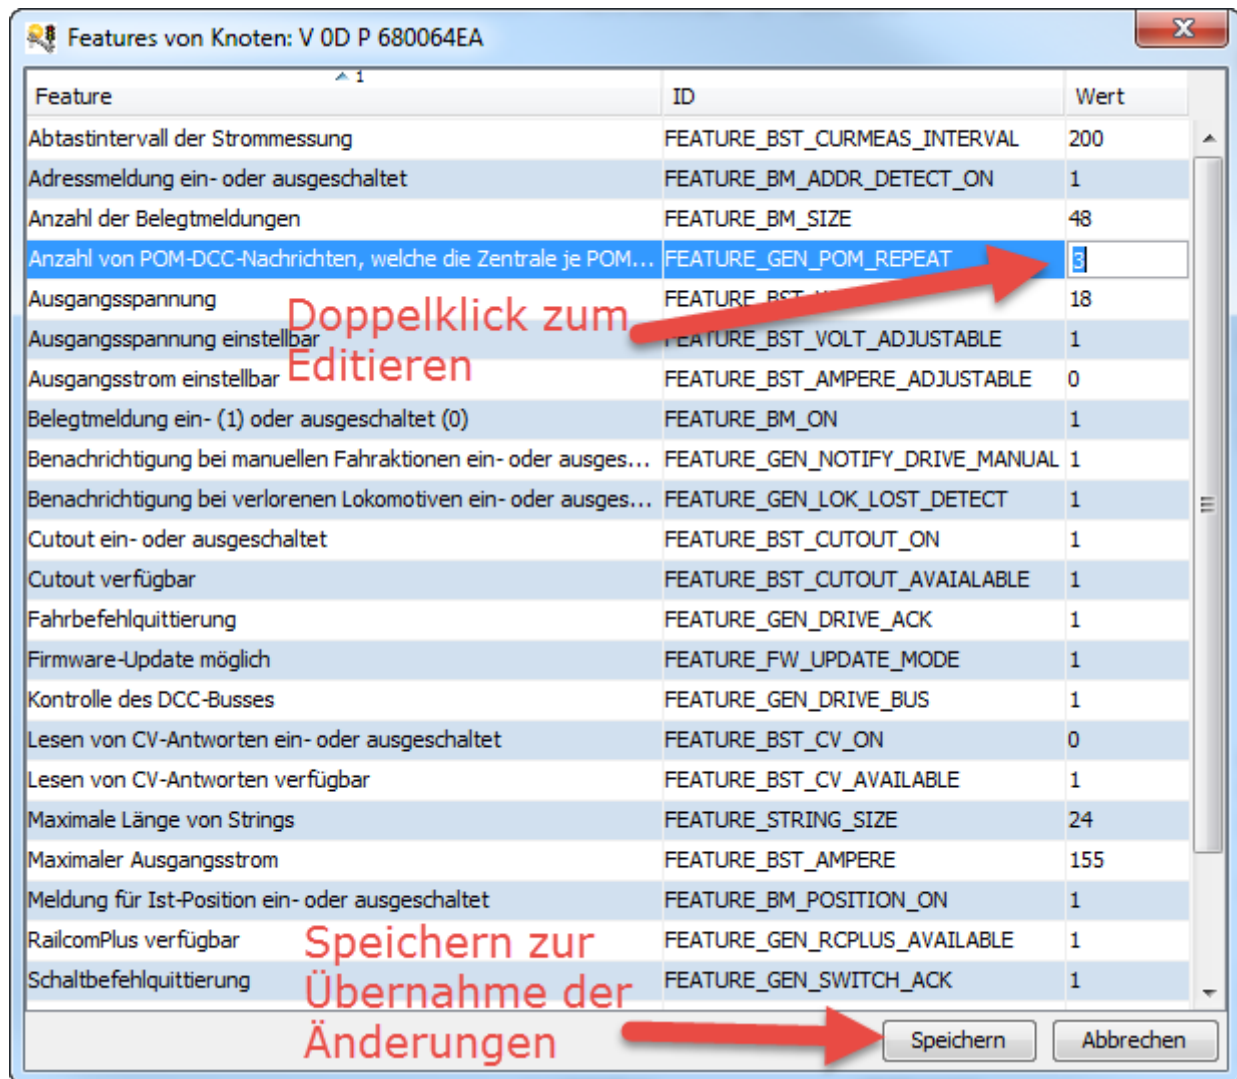 Features von Knoten: V 0D P 680064EA
1
Feature ID Wert
Abtastintervall der Strommessung FEATURE_BST_CURMEAS_INTERVAL 200
Adressmeldung ein- oder ausgeschaltet FEATURE_BM_ADDR_DETECT_ON 1
Anzahl der Belegtmeldungen FEATURE_BM_SIZE 48
Anzahl von POM-DCC-Nachrichten, welche die Zentrale je POM... FEATURE_GEN_POM_REPEAT 3
Ausgangsspannung FEATURE_BST 18
Doppelklick zum
Ausgangsspannung einstellbar FEATURE_BST_VOLT_ADJUSTABLE 1
Editieren
Ausgangsstrom einstellbar FEATURE_BST_AMPERE_ADJUSTABLE 0
Belegtmeldung ein- (1) oder ausgeschaltet (0) FEATURE_BM_ON 1
Benachrichtigung bei manuellen Fahraktionen ein- oder ausges... FEATURE_GEN_NOTIFY_DRIVE_MANUAL 1
Benachrichtigung bei verlorenen Lokomotiven ein- oder ausges... FEATURE_GEN_LOK_LOST_DETECT 1
Cutout ein- oder ausgeschaltet FEATURE_BST_CUTOUT_ON 1
Cutout verfügbar FEATURE_BST_CUTOUT_AVAIALABLE 1
Fahrbefehlquittierung FEATURE_GEN_DRIVE_ACK 1
Firmware-Update möglich FEATURE_FW_UPDATE_MODE 1
Kontrolle des DCC-Busses FEATURE_GEN_DRIVE_BUS 1
Lesen von CV-Antworten ein- oder ausgeschaltet FEATURE_BST_CV_ON 0
Lesen von CV-Antworten verfügbar FEATURE_BST_CV_AVAILABLE 1
Maximale Länge von Strings FEATURE_STRING_SIZE 24
Maximaler Ausgangsstrom FEATURE_BST_AMPERE 155
Meldung für Ist-Position ein- oder ausgeschaltet FEATURE_BM_POSITION_ON 1
RailcomPlus verfügbar FEATURE_GEN_RCPLUS_AVAILABLE 1
Speichern zur
Schaltbefehlquittierung FEATURE_GEN_SWITCH_ACK 1
Übernahme der
Änderungen
Speichern Abbrechen